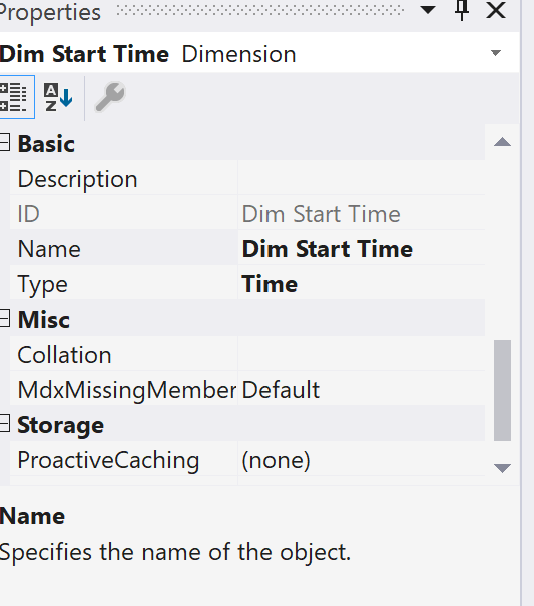 Properties
Dim Start Time Dimension
A
Z
Basic
Description
ID Dim Start Time
Name Dim Start Time
Type Time
Misc
Collation
MdxMissingMember Default
Storage
ProactiveCaching (none)
Name
Specifies the name of the object.